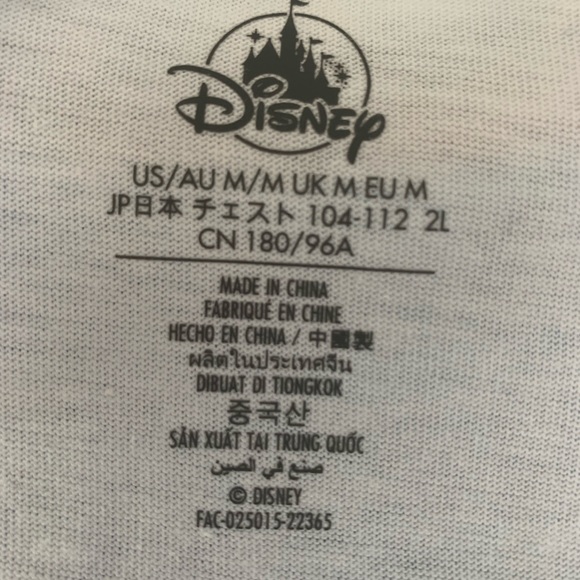 Disney
US/AU M/M UK M EU M
JP日本 チェスト 104-112 2L
CN 180/96A
MADE IN CHINA
FABRIQUÉ EN CHINE
HECHO EN CHINA / 中國製
ผลิตในประเทศจีน
DIBUAT DI TIONGKOK
중국산
SẢN XUẤT TẠI TRUNG QUỐC
صنع في الصين
© DISNEY
FAC-025015-22365